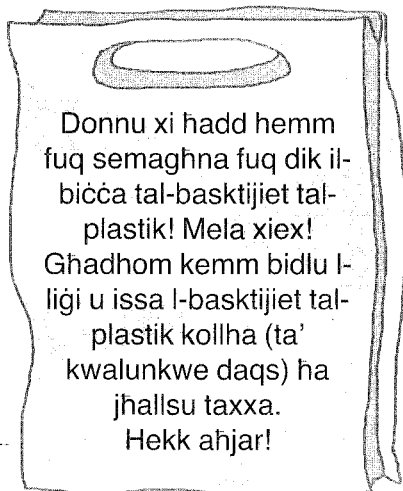 Donnu xi ħadd hemm
fuq semagħna fuq dik il-
biċċa tal-basktijiet tal-
plastik! Mela xiex!
Għadhom kemm bidlu l-
liġi u issa l-basktijiet tal-
plastik kollha (ta'
kwalunkwe daqs) ħa
jħallsu taxxa.
Hekk aħjar!